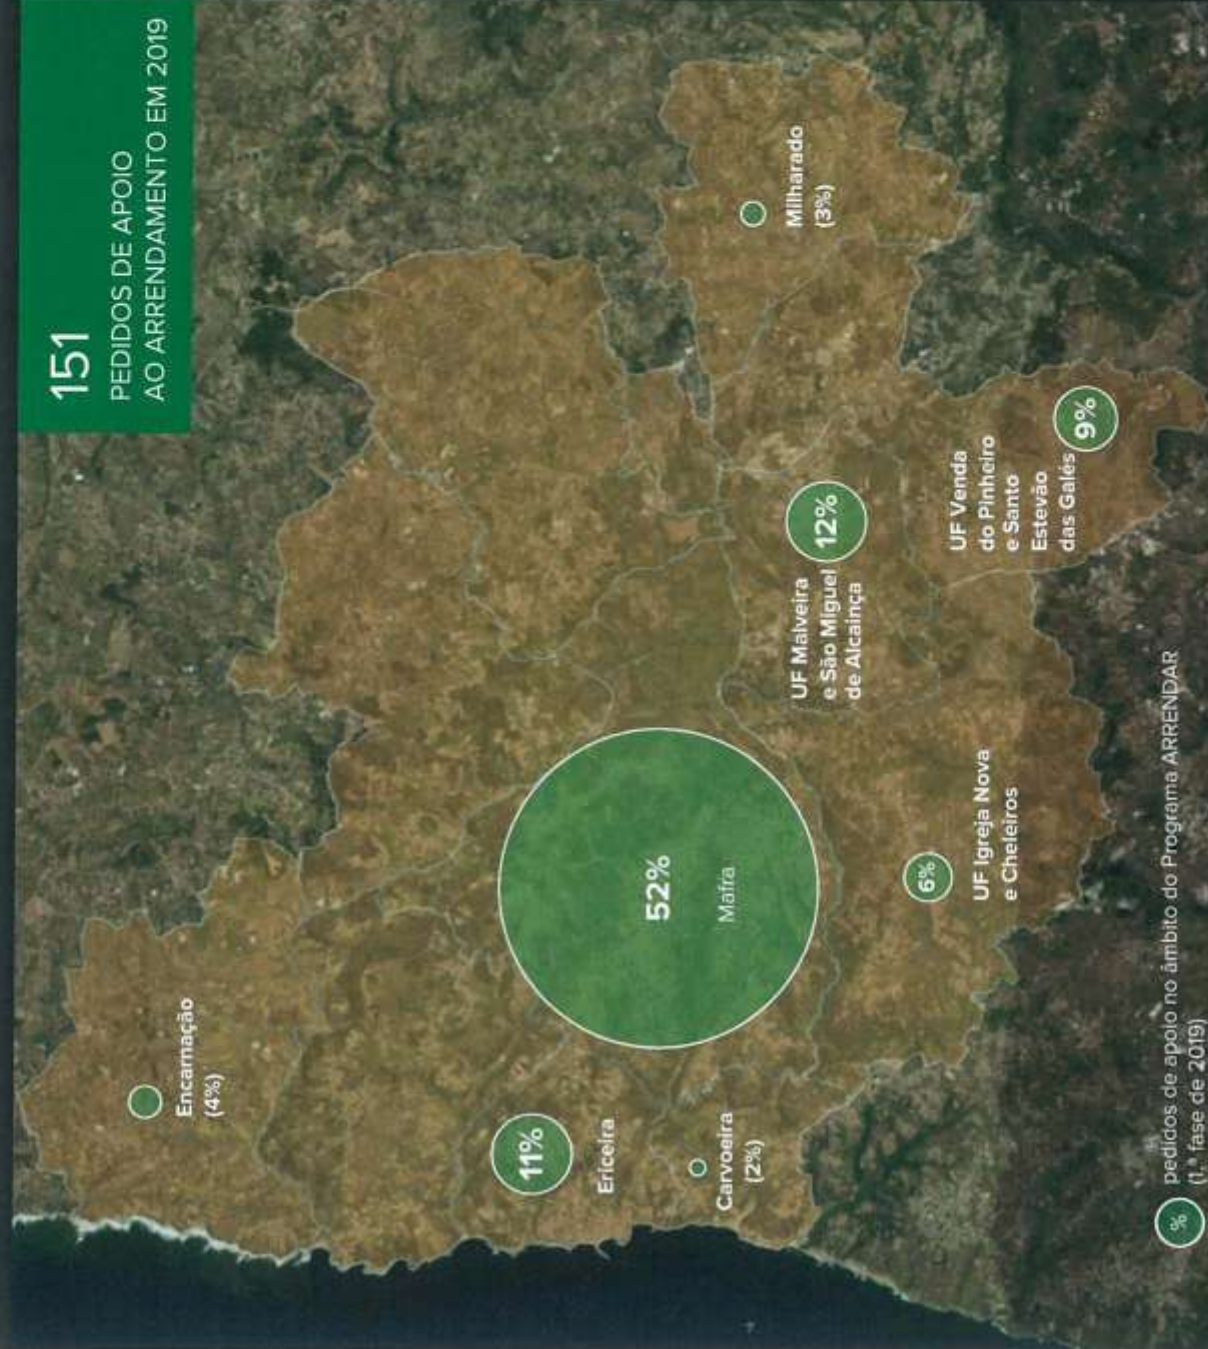 151
PEDIDOS DE APOIO
AO ARRENDAMENTO EM 2019
Encarnação
(4%)
11%
Ericeira
Carvoeira
(2%)
52%
Mafra
6%
UF Igreja Nova
e Cheleiros
UF Malveira
e São Miguel
de Alcainça
12%
UF Venda
do Pinheiro
e Santo
Estevão
das Galés
9%
Milharado
(3%)
%
pedidos de apoio no âmbito do Programa ARRENDAR
(1.ª fase de 2019)